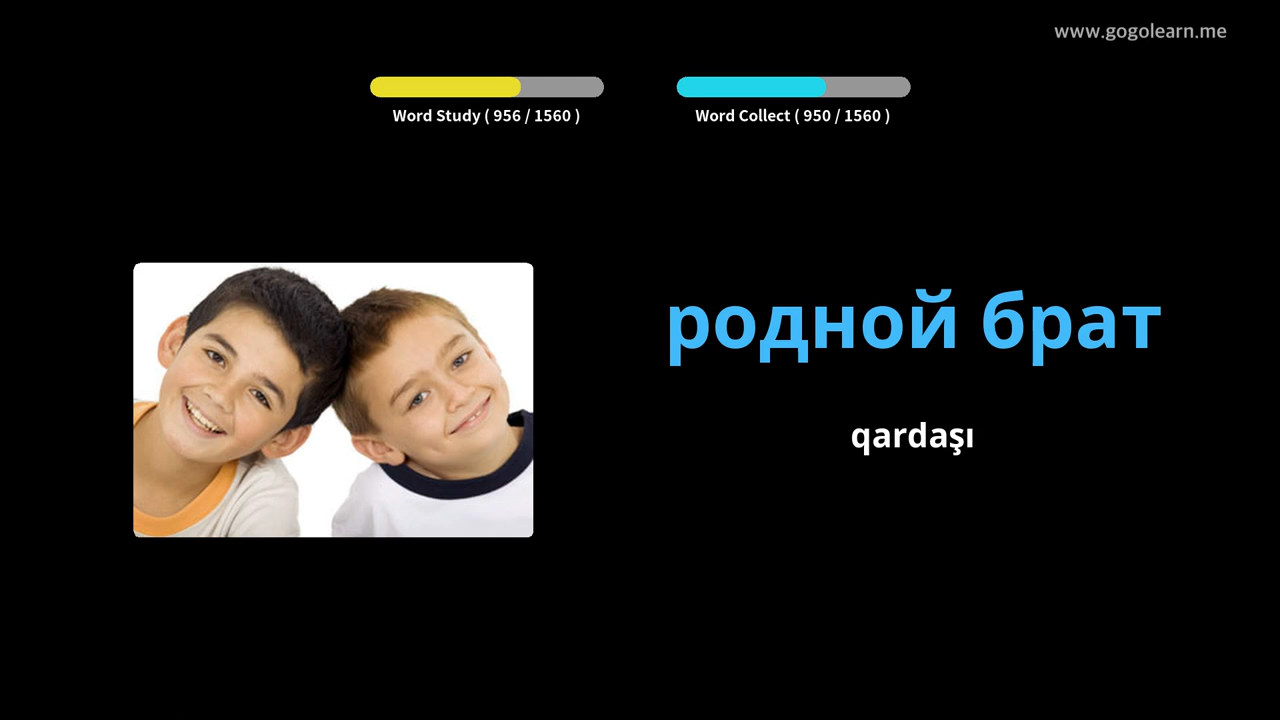 www.gogolearn.me
Word Study ( 956 / 1560 )
Word Collect ( 950 / 1560 )
родной брат
qardaşı